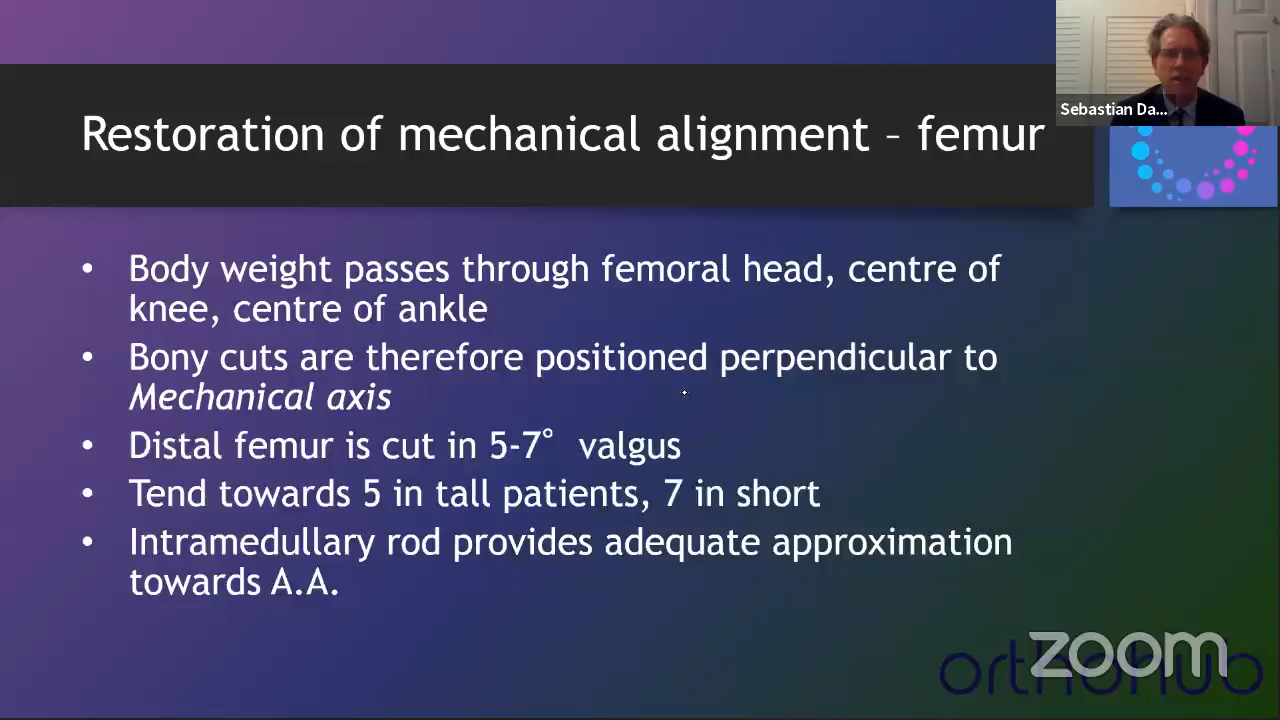 Sebastian Da...
Restoration of mechanical alignment – femur
• Body weight passes through femoral head, centre of
knee, centre of ankle
• Bony cuts are therefore positioned perpendicular to
Mechanical axis
• Distal femur is cut in 5-7° valgus
• Tend towards 5 in tall patients, 7 in short
• Intramedullary rod provides adequate approximation
towards A.A.
zoom
orthohub